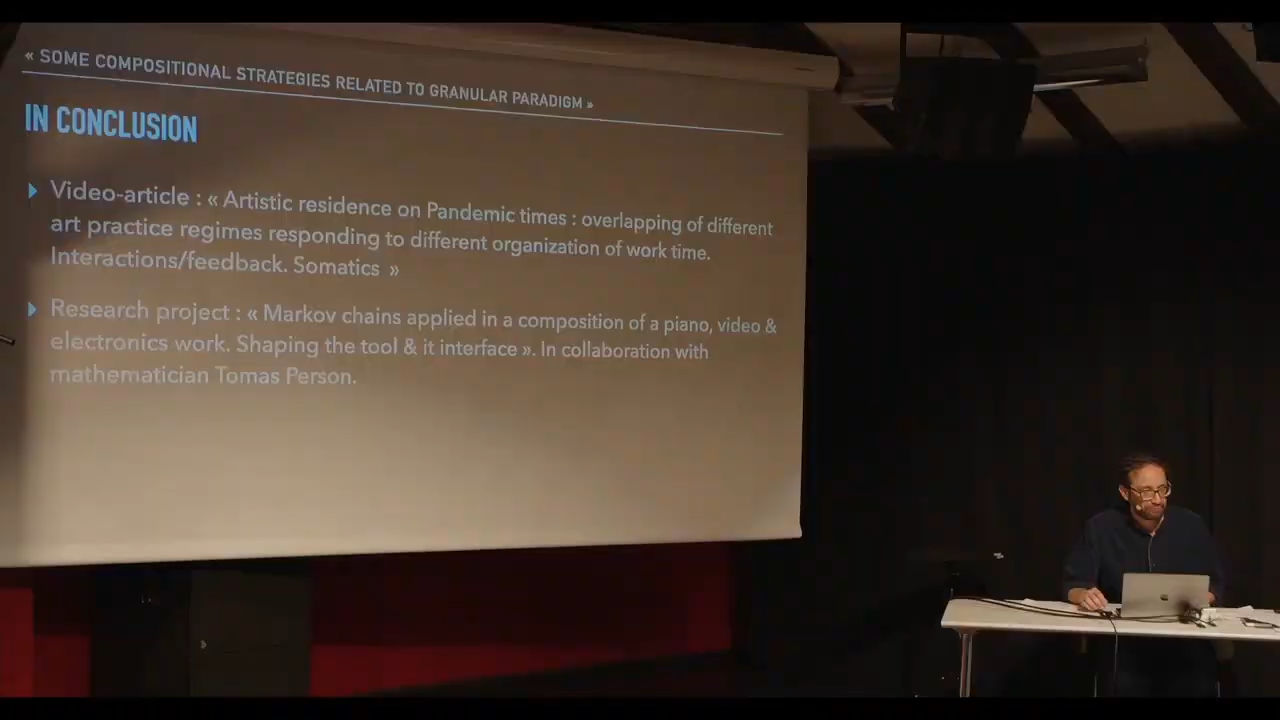 « SOME COMPOSITIONAL STRATEGIES RELATED TO GRANULAR PARADIGM »
IN CONCLUSION
Video-article : « Artistic residence on Pandemic times : overlapping of different
art practice regimes responding to different organization of work time.
Interactions/feedback. Somatics »
Research project : « Markov chains applied in a composition of a piano, video &
electronics work. Shaping the tool & it interface ». In collaboration with
mathematician Tomas Person.